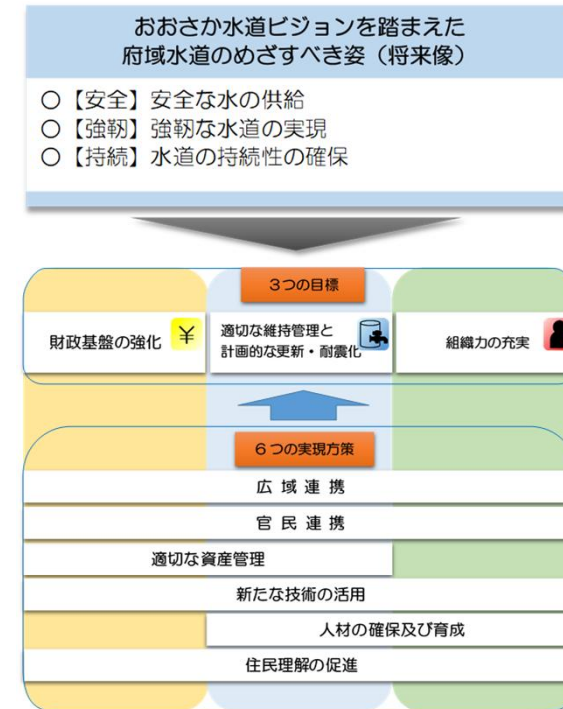 おおさか水道ビジョンを踏まえた
府域水道のめざすべき姿（将来像）
○【安全】安全な水の供給
○【強靭】強靭な水道の実現
○【持続】水道の持続性の確保
３つの目標
財政基盤の強化
¥
適切な維持管理と
計画的な更新・耐震化
組織力の充実
６つの実現方策
広 域 連 携
官 民 連 携
適切な資産管理
新たな技術の活用
人材の確保及び育成
住民理解の促進